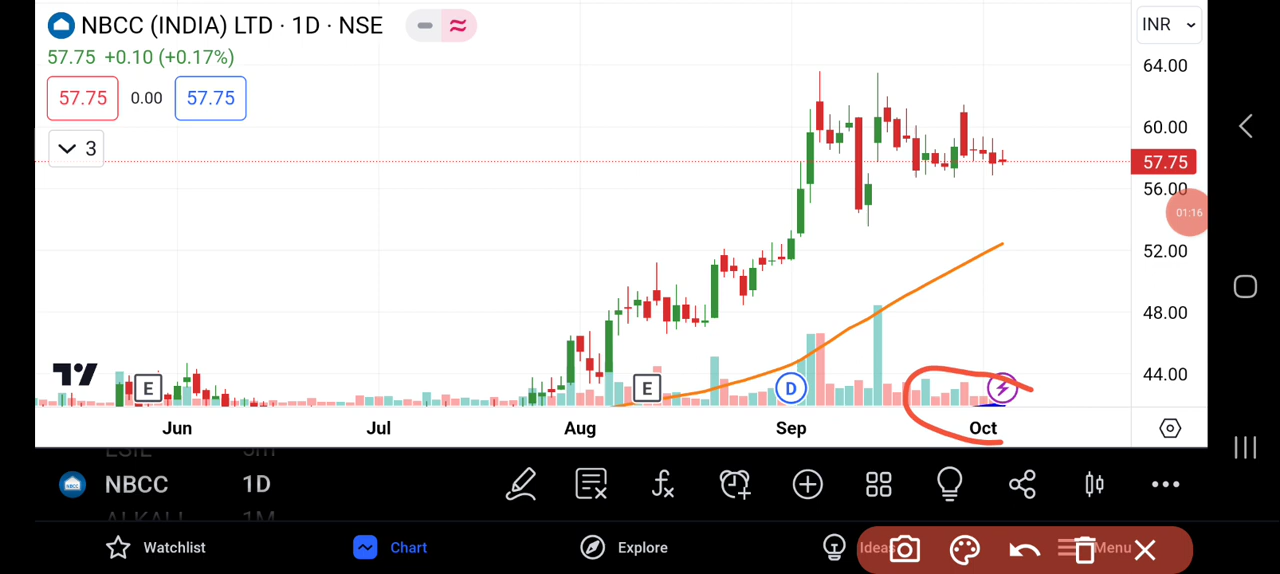 NBCC (INDIA) LTD · 1D · NSE
INR
57.75 +0.10 (+0.17%)
57.75 0.00 57.75
3
64.00
60.00
57.75
56.00
01:16
52.00
48.00
44.00
E
E
D
Jun Jul Aug Sep Oct
NBCC 1D
ALKALI 1M
Watchlist
Chart
Explore
Ideas
Menu